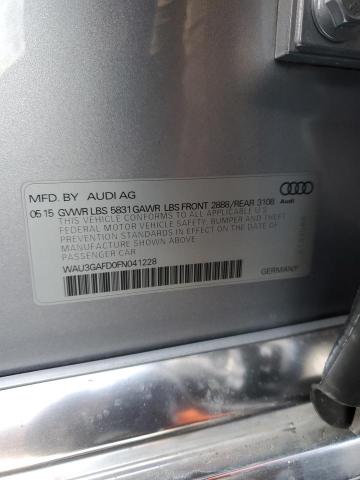 MFD. BY AUDI AG
06 15 GVWR LBS 5831 GAWR LBS FRONT 2888/REAR 3108
THIS VEHICLE CONFORMS TO ALL APPLICABLE U.S.
FEDERAL MOTOR VEHICLE SAFETY, BUMPER AND THEFT
PREVENTION STANDARDS IN EFFECT ON THE DATE OF
MANUFACTURE SHOWN ABOVE
PASSENGER CAR
Audi
WAU3GAFD0FN041228
GERMANY